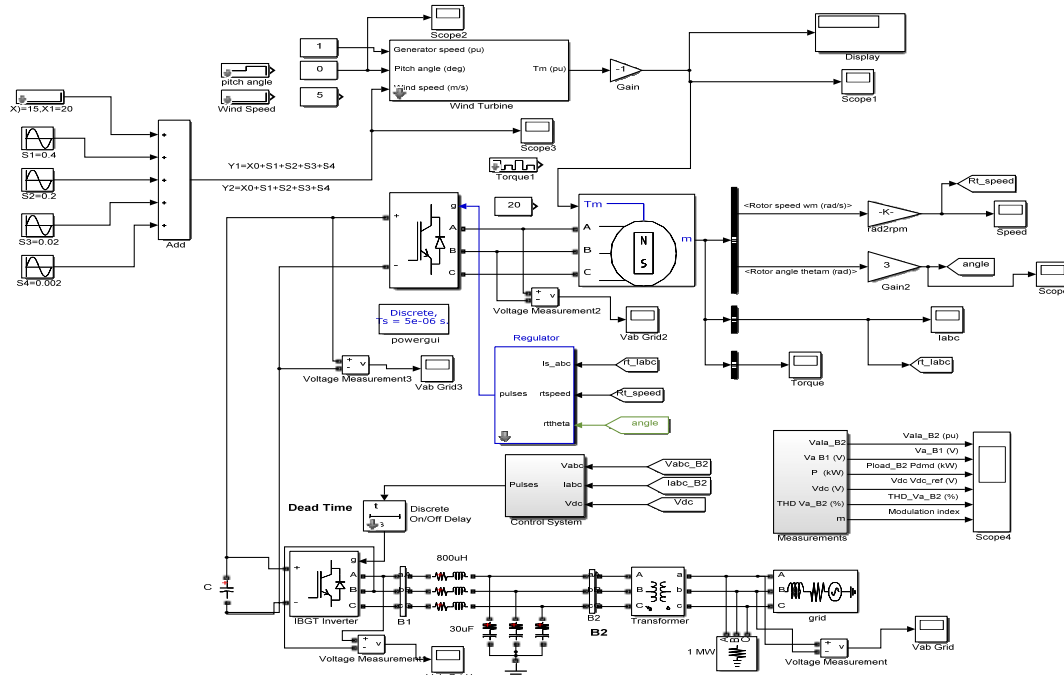 Scope2
1
Generator speed (pu)
0
Pitch angle (deg)
Tm (pu)
-1
5
Wind speed (m/s)
Wind Turbine
Gain
Display
Scope1
pitch angle
Wind Speed
X)=15,X1=20
S1=0.4
S2=0.2
S3=0.02
S4=0.002
+
+
+
+
+
Add
Scope3
Y1=X0+S1+S2+S3+S4
Y2=X0+S1+S2+S3+S4
Torque1
20
+
-
g
A
B
C
Tm
A
B
C
N
S
m
<Rotor speed wm (rad/s)>
-K-
rad2rpm
Rt_speed
Speed
<Rotor angle thetam (rad)>
3
Gain2
angle
Scope
+
-
v
Voltage Measurement2
Vab Grid2
Iabc
rt_Iabc
Torque
Discrete,
Ts = 5e-06 s.
powergui
+
-
v
Voltage Measurement3
Vab Grid3
Regulator
Is_abc
pulses
rtspeed
rttheta
rt_Iabc
Rt_speed
angle
Vabc
Pulses
Iabc
Vdc
Control System
Vabc_B2
Iabc_B2
Vdc
VaIa_B2
Va B1 (V)
P (kW)
Vdc (V)
THD Va_B2 (%)
m
Measurements
VaIa_B2 (pu)
Va_B1 (V)
Pload_B2 Pdmd (kW)
Vdc Vdc_ref (V)
THD_Va_B2 (%)
Modulation index
Scope4
Dead Time
t
3
Discrete
On/Off Delay
C
+
+
-
g
A
B
C
IBGT Inverter
B1
800uH
30uF
B2
B2
A
B
C
a
b
c
Transformer
A
B
C
grid
A
B
C
1 MW
+
-
v
Voltage Measurement
Vab Grid
+
-
v
Voltage Measurement